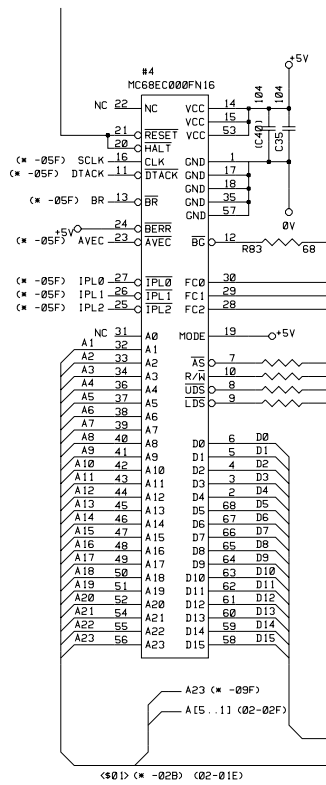 +5V
#4
MC68EC000FN16
104 104
(C40) C35
NC 22 NC VCC 14
VCC 15
21 RESET VCC 53
20 HALT
(* -05F) SCLK 16 CLK GND 1
(* -05F) DTACK 11 DTACK GND 17
GND 18
(* -05F) BR 13 BR GND 35
GND 57
0V
+5V 24 BERR
(* -05F) AVEC 23 AVEC BG 12 R83 68
(* -05F) IPL0 27 IPL0 FC0 30
(* -05F) IPL1 26 IPL1 FC1 29
(* -05F) IPL2 25 IPL2 FC2 28
NC 31 A0 MODE 19 +5V
A1 32 A1
A2 33 A2 AS 7
A3 34 A3 R/W 10
A4 36 A4 UDS 8
A5 37 A5 LDS 9
A6 38 A6
A7 39 A7
A8 40 A8 D0 6 D0
A9 41 A9 D1 5 D1
A10 42 A10 D2 4 D2
A11 43 A11 D3 3 D3
A12 44 A12 D4 2 D4
A13 45 A13 D5 68 D5
A14 46 A14 D6 67 D6
A15 47 A15 D7 66 D7
A16 48 A16 D8 65 D8
A17 49 A17 D9 64 D9
A18 50 A18 D10 63 D10
A19 51 A19 D11 62 D11
A20 52 A20 D12 61 D12
A21 54 A21 D13 60 D13
A22 55 A22 D14 59 D14
A23 56 A23 D15 58 D15
A23 (* -09F)
A[5..1] (02-02F)
<$01> (* -02B) (02-01E)